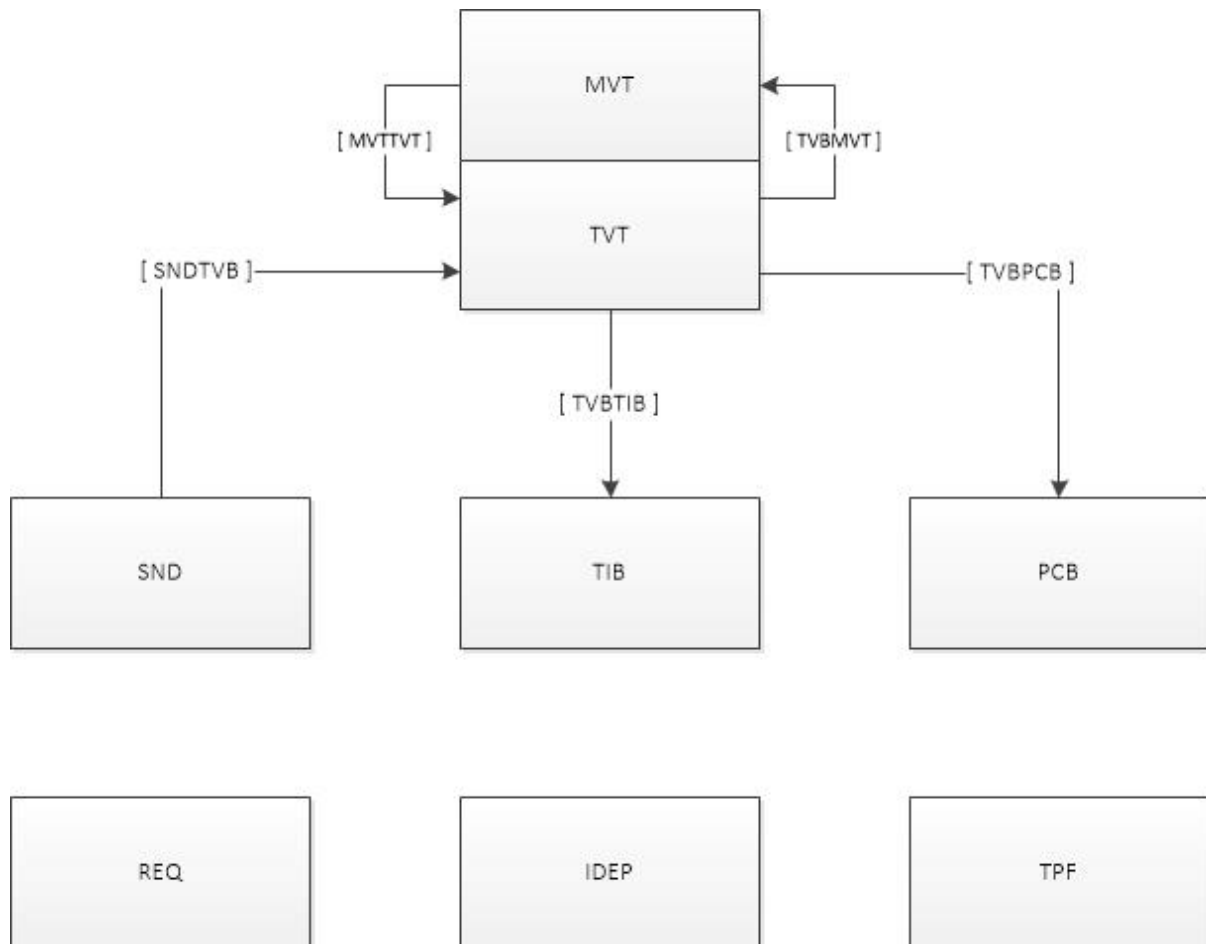 MVT
[ MVTTVT ]
[ TVBMVT ]
TVT
[ SNDTVB ]
[ TVBPCB ]
[ TVBTIB ]
SND
TIB
PCB
REQ
IDEP
TPF